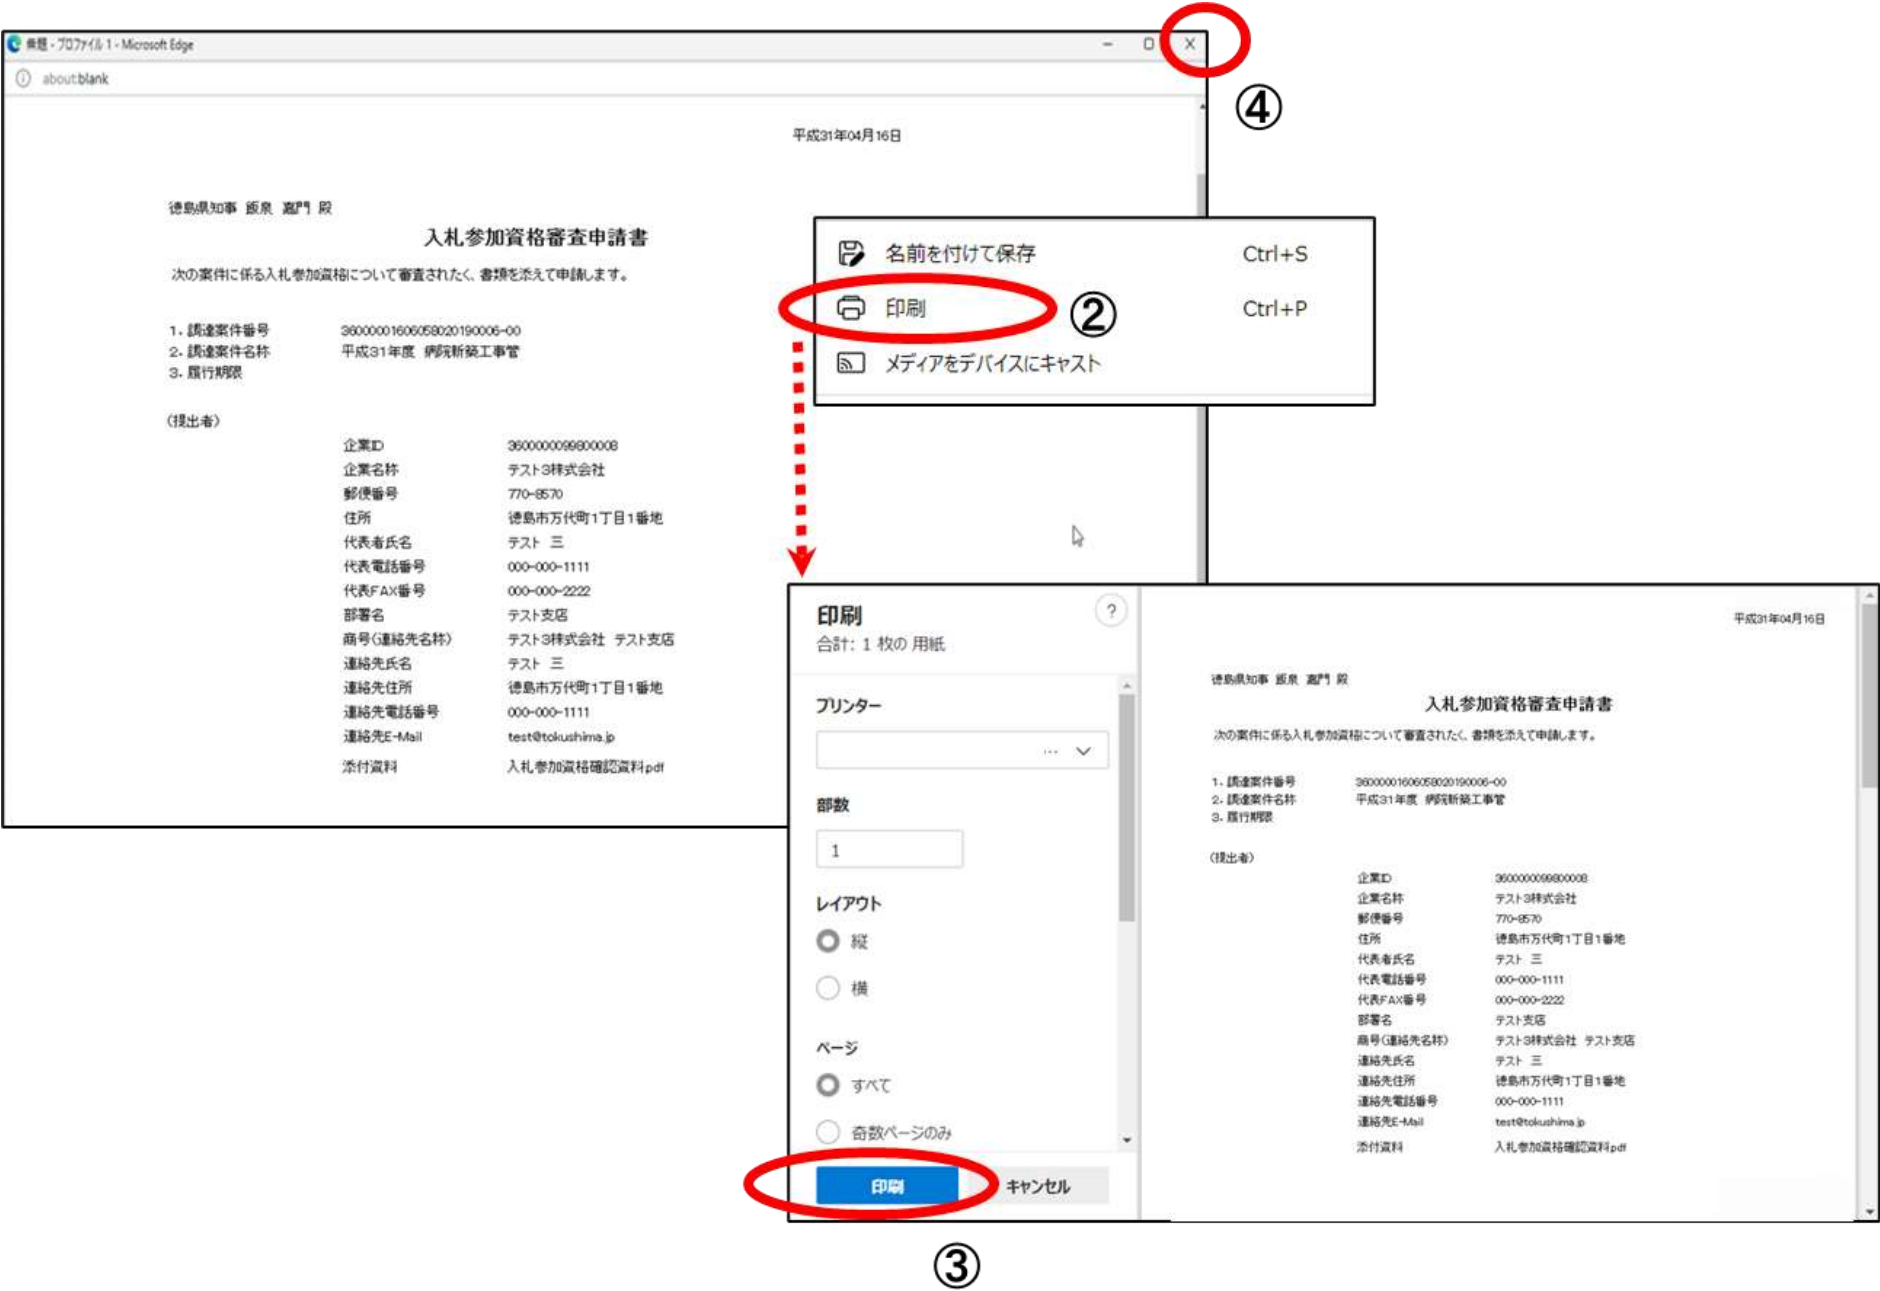 無題 - プロファイル 1 - Microsoft Edge
about:blank
④
平成31年04月16日
徳島県知事 飯泉 嘉門 殿
入札参加資格審査申請書
次の案件に係る入札参加資格について審査されたく、書類を添えて申請します。
1. 調達案件番号 36000001606058020190006-00
2. 調達案件名称 平成31年度 病院新築工事管
3. 履行期限
(提出者)
企業ID 3600000099800008
企業名称 テスト3株式会社
郵便番号 770-8570
住所 徳島市万代町1丁目1番地
代表者氏名 テスト 三
代表電話番号 000-000-1111
代表FAX番号 000-000-2222
部署名 テスト支店
商号(連絡先名称) テスト3株式会社 テスト支店
連絡先氏名 テスト 三
連絡先住所 徳島市万代町1丁目1番地
連絡先電話番号 000-000-1111
連絡先E-Mail test@tokushima.jp
添付資料 入札参加資格確認資料pdf
名前を付けて保存 Ctrl+S
印刷 ② Ctrl+P
メディアをデバイスにキャスト
印刷 ?
合計: 1 枚の 用紙
プリンター
...
部数
1
レイアウト
縦
横
ページ
すべて
奇数ページのみ
印刷 キャンセル
③
平成31年04月16日
徳島県知事 飯泉 嘉門 殿
入札参加資格審査申請書
次の案件に係る入札参加資格について審査されたく、書類を添えて申請します。
1. 調達案件番号 36000001606058020190006-00
2. 調達案件名称 平成31年度 病院新築工事管
3. 履行期限
(提出者)
企業ID 3600000099800008
企業名称 テスト3株式会社
郵便番号 770-8570
住所 徳島市万代町1丁目1番地
代表者氏名 テスト 三
代表電話番号 000-000-1111
代表FAX番号 000-000-2222
部署名 テスト支店
商号(連絡先名称) テスト3株式会社 テスト支店
連絡先氏名 テスト 三
連絡先住所 徳島市万代町1丁目1番地
連絡先電話番号 000-000-1111
連絡先E-Mail test@tokushima.jp
添付資料 入札参加資格確認資料pdf